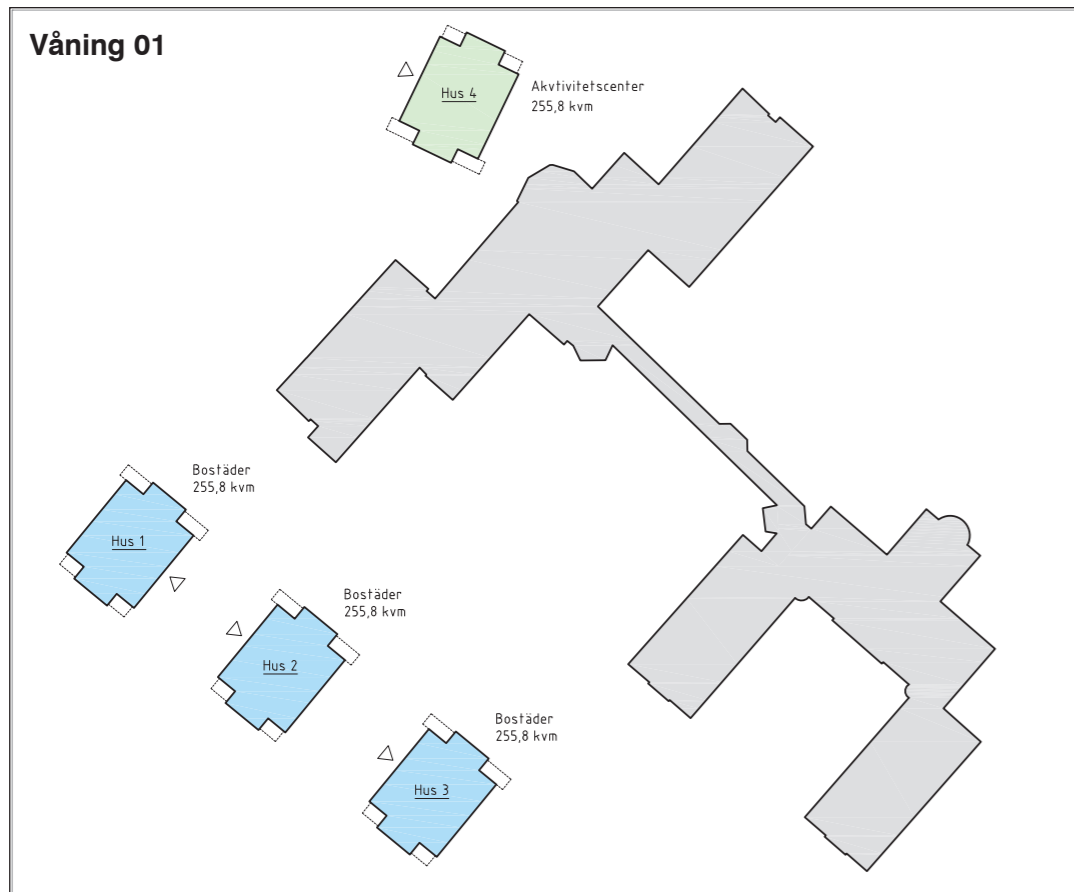 Våning 01
Hus 4
Akvtivitetscenter
255,8 kvm
Bostäder
255,8 kvm
Hus 1
Bostäder
255,8 kvm
Hus 2
Bostäder
255,8 kvm
Hus 3